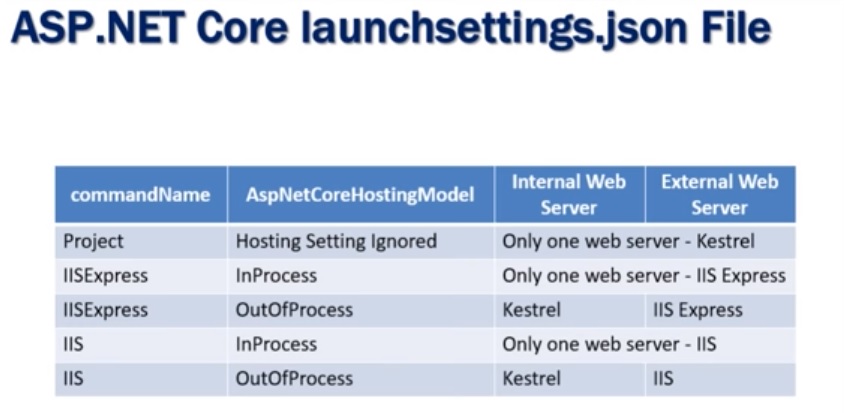 ASP.NET Core launchsettings.json File
commandName AspNetCoreHostingModel Internal Web Server External Web Server
Project Hosting Setting Ignored Only one web server - Kestrel
IISExpress InProcess Only one web server - IIS Express
IISExpress OutOfProcess Kestrel IIS Express
IIS InProcess Only one web server - IIS
IIS OutOfProcess Kestrel IIS